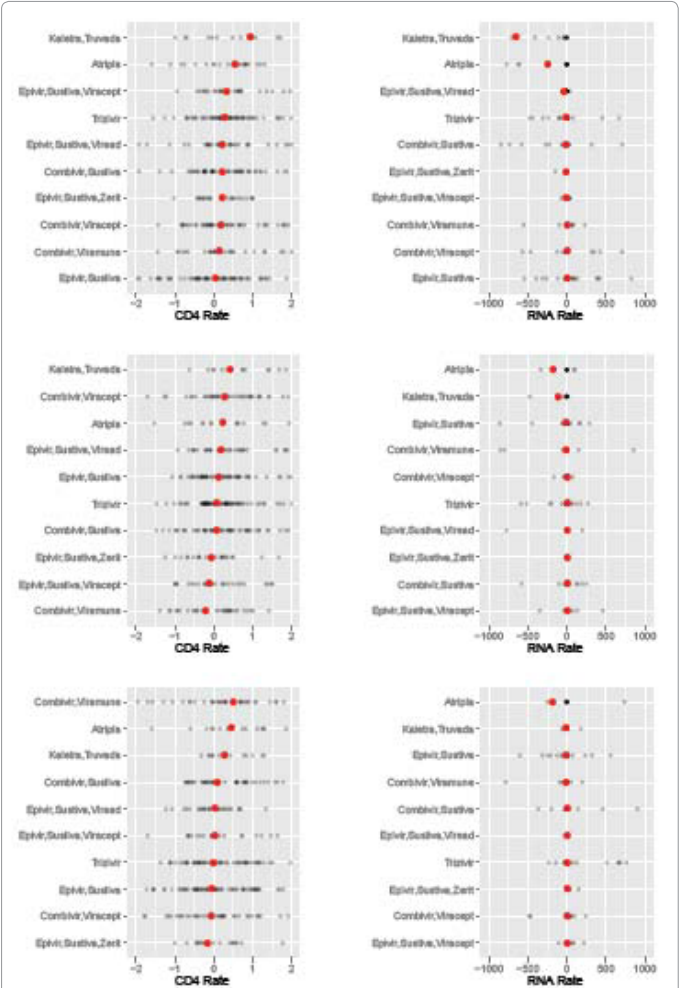 Kaletra,Truvada
Atripla
Epivir,Sustiva,Viracept
Trizivir
Epivir,Sustiva,Viread
Combivir,Sustiva
Epivir,Sustiva,Zerit
Combivir,Viracept
Combivir,Viramune
Epivir,Sustiva
−2 −1 0 1 2
CD4 Rate
Kaletra,Truvada
Atripla
Epivir,Sustiva,Viread
Trizivir
Combivir,Sustiva
Epivir,Sustiva,Zerit
Epivir,Sustiva,Viracept
Combivir,Viramune
Combivir,Viracept
Epivir,Sustiva
−1000 −500 0 500 1000
RNA Rate
Kaletra,Truvada
Combivir,Viracept
Atripla
Epivir,Sustiva,Viread
Epivir,Sustiva
Trizivir
Combivir,Sustiva
Epivir,Sustiva,Zerit
Epivir,Sustiva,Viracept
Combivir,Viramune
−2 −1 0 1 2
CD4 Rate
Atripla
Kaletra,Truvada
Epivir,Sustiva
Combivir,Viramune
Combivir,Viracept
Trizivir
Epivir,Sustiva,Viread
Epivir,Sustiva,Zerit
Combivir,Sustiva
Epivir,Sustiva,Viracept
−1000 −500 0 500 1000
RNA Rate
Combivir,Viramune
Atripla
Kaletra,Truvada
Combivir,Sustiva
Epivir,Sustiva,Viread
Epivir,Sustiva,Viracept
Trizivir
Epivir,Sustiva
Combivir,Viracept
Epivir,Sustiva,Zerit
−2 −1 0 1 2
CD4 Rate
Atripla
Kaletra,Truvada
Epivir,Sustiva
Combivir,Viramune
Combivir,Sustiva
Epivir,Sustiva,Viread
Trizivir
Epivir,Sustiva,Zerit
Combivir,Viracept
Epivir,Sustiva,Viracept
−1000 −500 0 500 1000
RNA Rate